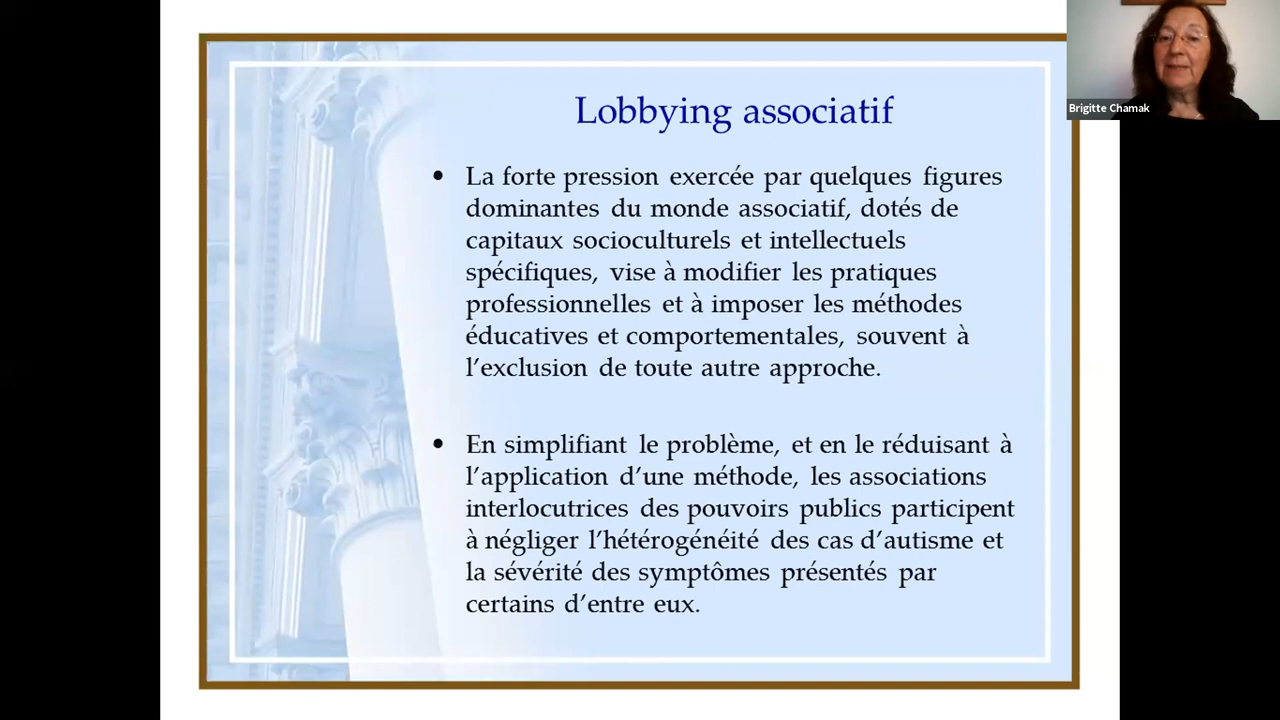 Lobbying associatif
• La forte pression exercée par quelques figures
dominantes du monde associatif, dotés de
capitaux socioculturels et intellectuels
spécifiques, vise à modifier les pratiques
professionnelles et à imposer les méthodes
éducatives et comportementales, souvent à
l’exclusion de toute autre approche.
• En simplifiant le problème, et en le réduisant à
l’application d’une méthode, les associations
interlocutrices des pouvoirs publics participent
à négliger l’hétérogénéité des cas d’autisme et
la sévérité des symptômes présentés par
certains d’entre eux.
Brigitte Chamak